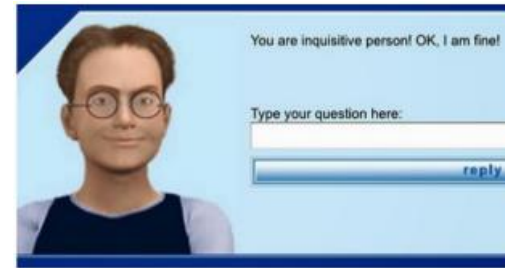 You are inquisitive person! OK, I am fine!
Type your question here:
reply